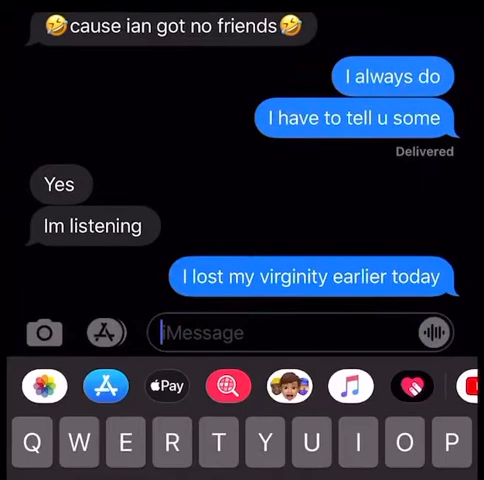 🤣cause ian got no friends🤣
I always do
I have to tell u some
Delivered
Yes
Im listening
I lost my virginity earlier today
iMessage
Pay
Q W E R T Y U I O P